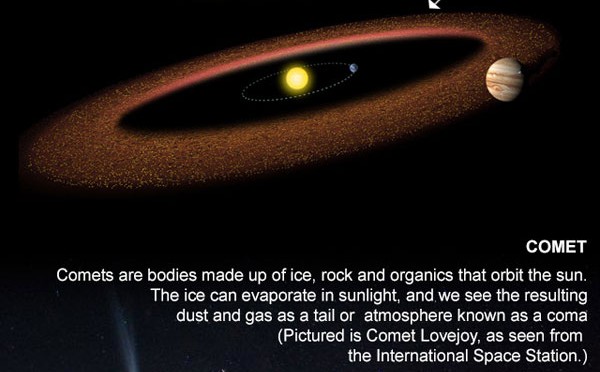 COMET
Comets are bodies made up of ice, rock and organics that orbit the sun.
The ice can evaporate in sunlight, and we see the resulting
dust and gas as a tail or atmosphere known as a coma
(Pictured is Comet Lovejoy, as seen from
the International Space Station.)